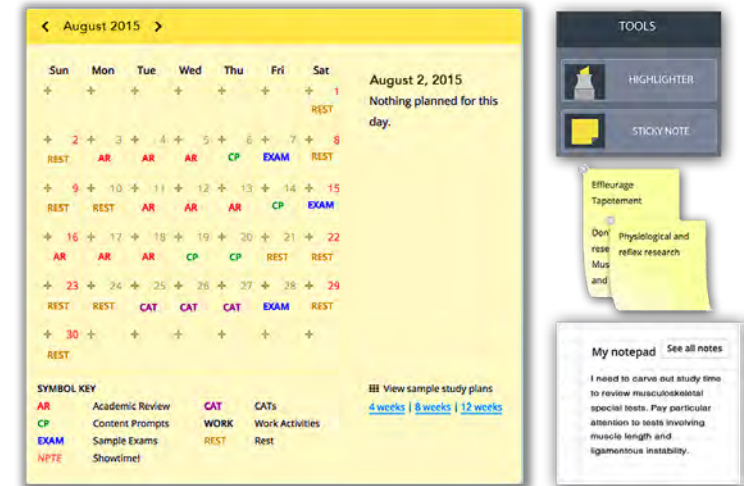 August 2015
Sun Mon Tue Wed Thu Fri Sat
1
REST
2 3 4 5 6 7 8
REST AR AR AR CP EXAM REST
9 10 11 12 13 14 15
REST REST AR AR AR CP EXAM
16 17 18 19 20 21 22
AR AR AR CP CP REST REST
23 24 25 26 27 28 29
REST REST CAT CAT CAT EXAM REST
30
REST
SYMBOL KEY
AR Academic Review CAT CATs
CP Content Prompts WORK Work Activities
EXAM Sample Exams REST Rest
NPTE Showtime!
August 2, 2015
Nothing planned for this
day.
View sample study plans
4 weeks | 8 weeks | 12 weeks
TOOLS
HIGHLIGHTER
STICKY NOTE
Effleurage
Tapotement
Don'
rese
Mus
and
Physiological and
reflex research
My notepad See all notes
I need to carve out study time
to review musculoskeletal
special tests. Pay particular
attention to tests involving
muscle length and
ligamentous instability.